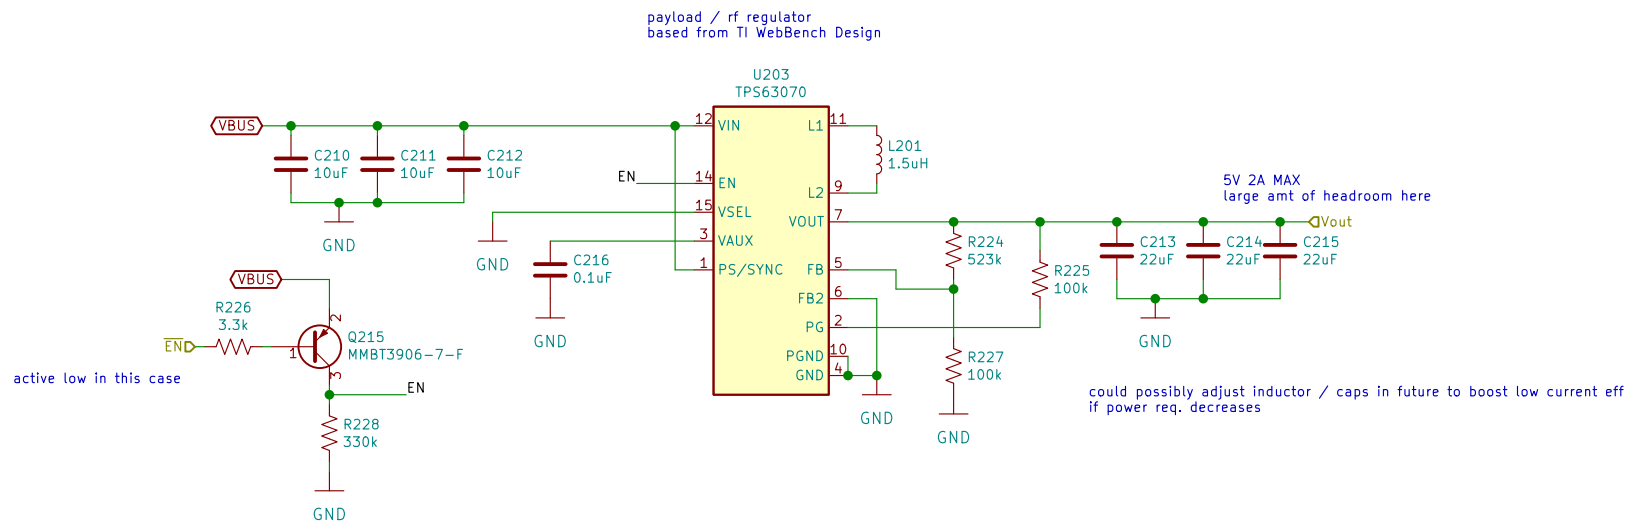 payload / rf regulator
based from TI WebBench Design
U203
TPS63070
VBUS
C210
10uF
C211
10uF
C212
10uF
GND
12 VIN
14 EN
15 VSEL
3 VAUX
1 PS/SYNC
L1 11
L2 9
VOUT 7
FB 5
FB2 6
PG 2
PGND 10
GND 4
EN
GND
C216
0.1uF
GND
L201
1.5uH
5V 2A MAX
large amt of headroom here
Vout
R224
523k
R225
100k
C213
22uF
C214
22uF
C215
22uF
GND
R227
100k
GND
GND
could possibly adjust inductor / caps in future to boost low current eff
if power req. decreases
VBUS
R226
3.3k
EN
1
2
3
Q215
MMBT3906-7-F
active low in this case
EN
R228
330k
GND